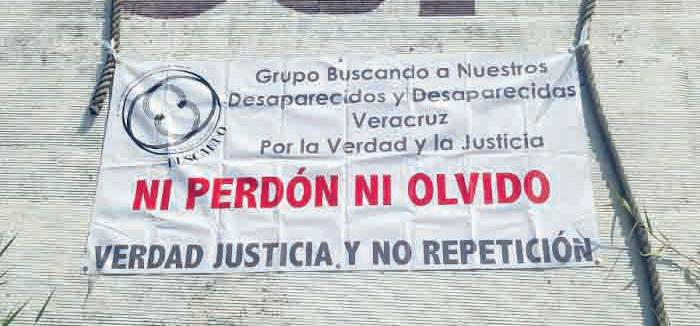 Grupo Buscando a Nuestros
Desaparecidos y Desaparecidas
Veracruz
Por la Verdad y la Justicia
NI PERDÓN NI OLVIDO
VERDAD JUSTICIA Y NO REPETICIÓN